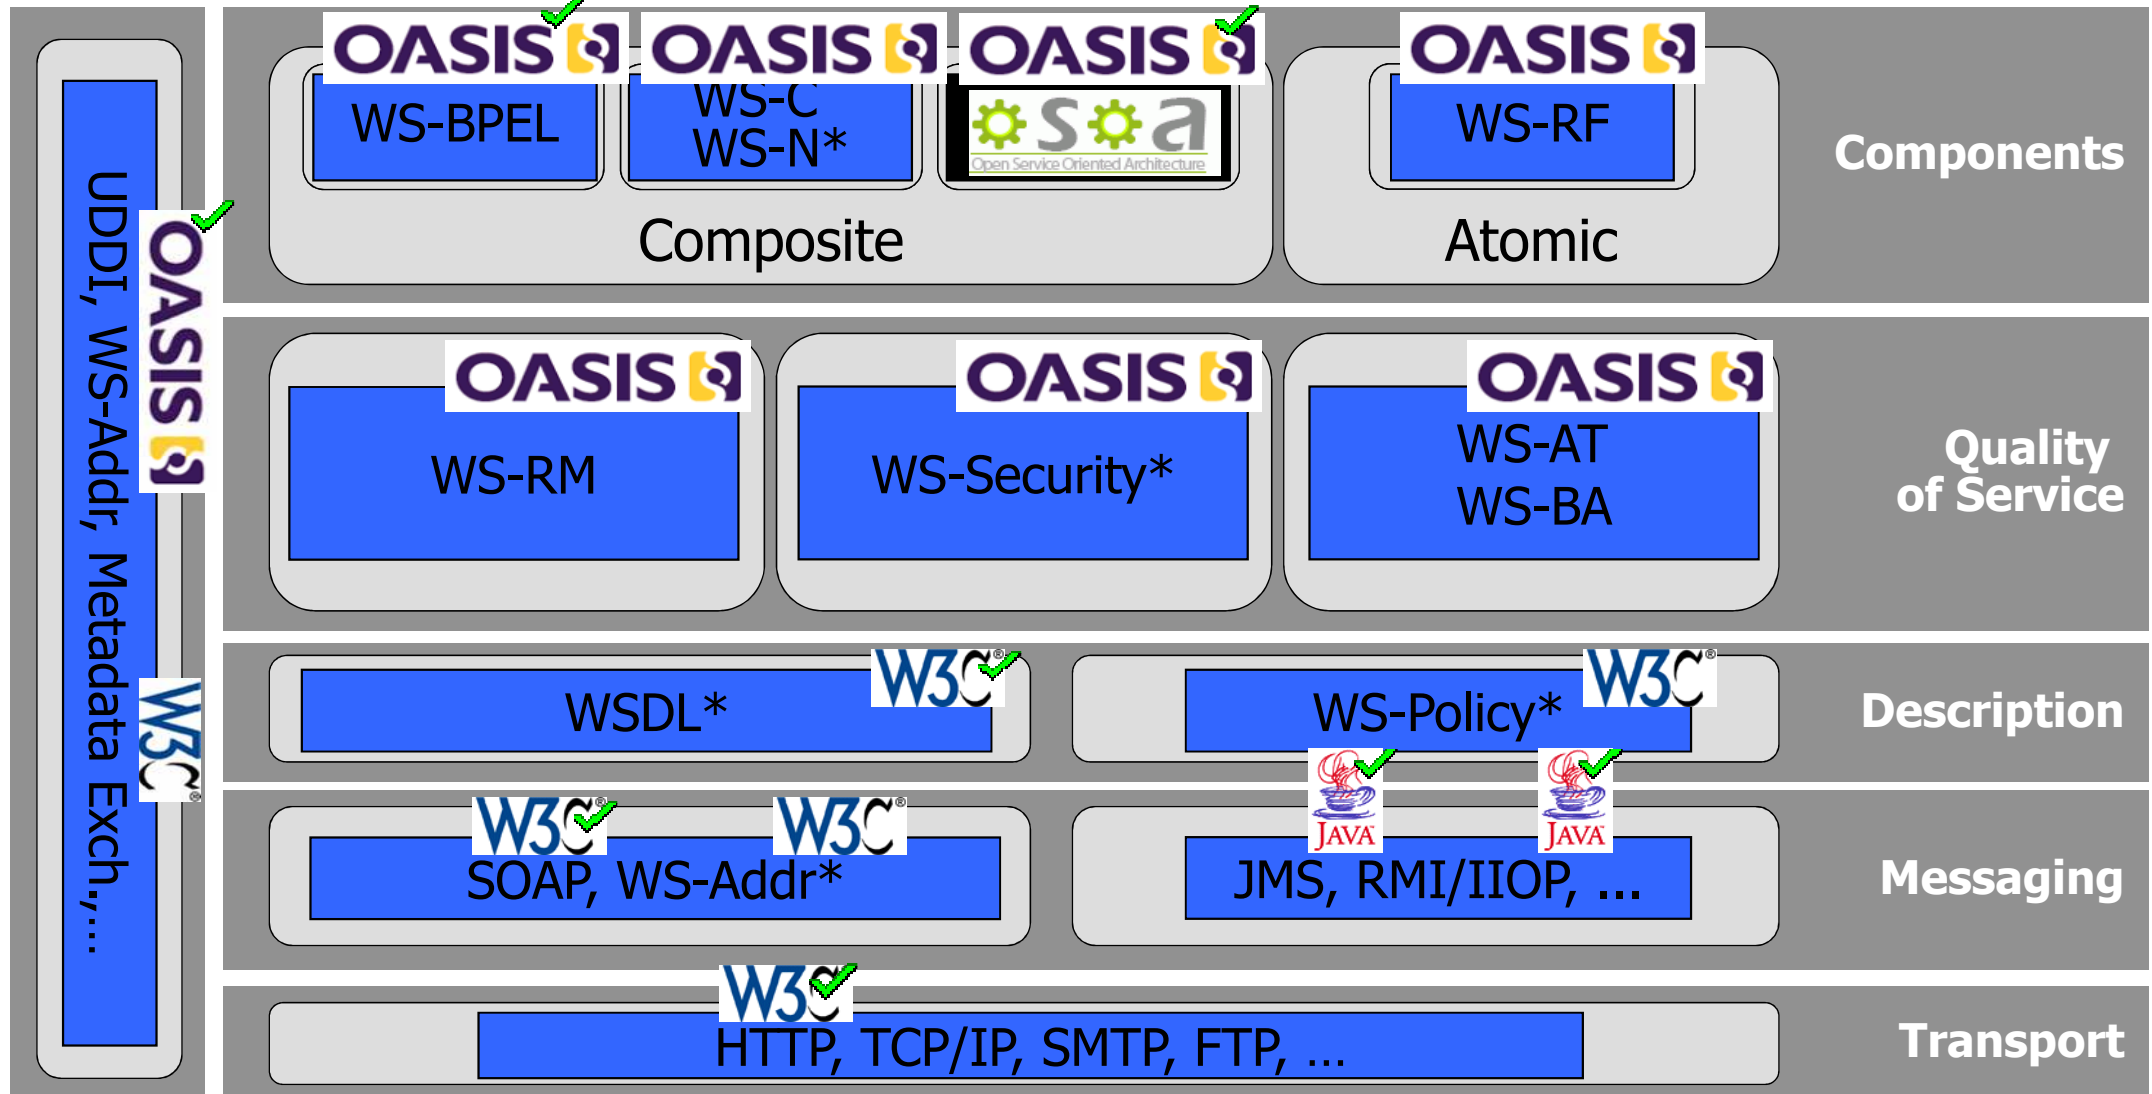 UDDI, WS-Addr, Metadata Exch.,...
OASIS
W3C®
OASIS
OASIS
OASIS
OASIS
WS-BPEL
WS-C
WS-N*
osoa
Open Service Oriented Architecture
WS-RF
Composite
Atomic
Components
OASIS
OASIS
OASIS
WS-RM
WS-Security*
WS-AT
WS-BA
Quality
of Service
W3C®
W3C®
WSDL*
WS-Policy*
Description
W3C®
W3C®
JAVA
JAVA
SOAP, WS-Addr*
JMS, RMI/IIOP, ...
Messaging
W3C
HTTP, TCP/IP, SMTP, FTP, ...
Transport